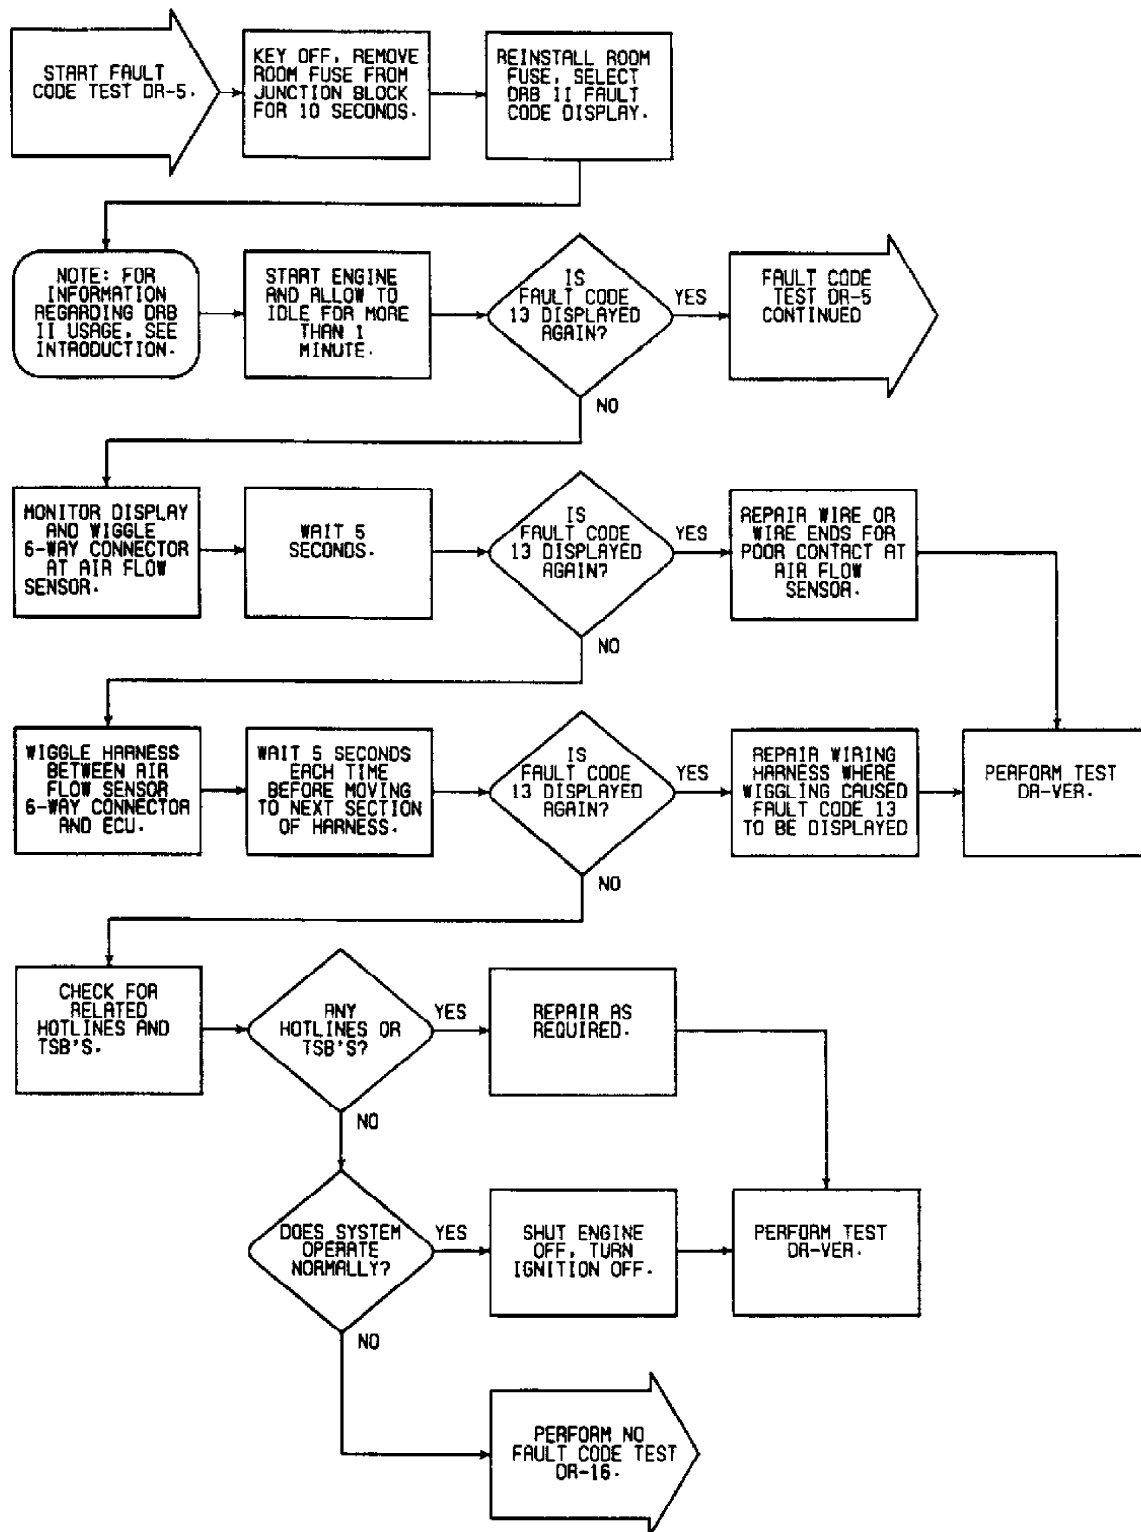 START FAULT
CODE TEST DR-5.
KEY OFF, REMOVE
ROOM FUSE FROM
JUNCTION BLOCK
FOR 10 SECONDS.
REINSTALL ROOM
FUSE, SELECT
DRB II FAULT
CODE DISPLAY.
NOTE: FOR
INFORMATION
REGARDING DRB
II USAGE, SEE
INTRODUCTION.
START ENGINE
AND ALLOW TO
IDLE FOR MORE
THAN 1
MINUTE.
IS
FAULT CODE
13 DISPLAYED
AGAIN?
YES
FAULT CODE
TEST DR-5
CONTINUED
NO
MONITOR DISPLAY
AND WIGGLE
6-WAY CONNECTOR
AT AIR FLOW
SENSOR.
WAIT 5
SECONDS.
IS
FAULT CODE
13 DISPLAYED
AGAIN?
YES
REPAIR WIRE OR
WIRE ENDS FOR
POOR CONTACT AT
AIR FLOW
SENSOR.
NO
WIGGLE HARNESS
BETWEEN AIR
FLOW SENSOR
6-WAY CONNECTOR
AND ECU.
WAIT 5 SECONDS
EACH TIME
BEFORE MOVING
TO NEXT SECTION
OF HARNESS.
IS
FAULT CODE
13 DISPLAYED
AGAIN?
YES
REPAIR WIRING
HARNESS WHERE
WIGGLING CAUSED
FAULT CODE 13
TO BE DISPLAYED
PERFORM TEST
DR-VER.
NO
CHECK FOR
RELATED
HOTLINES AND
TSB'S.
ANY
HOTLINES OR
TSB'S?
YES
REPAIR AS
REQUIRED.
NO
DOES SYSTEM
OPERATE
NORMALLY?
YES
SHUT ENGINE
OFF, TURN
IGNITION OFF.
PERFORM TEST
DR-VER.
NO
PERFORM NO
FAULT CODE TEST
DR-16.